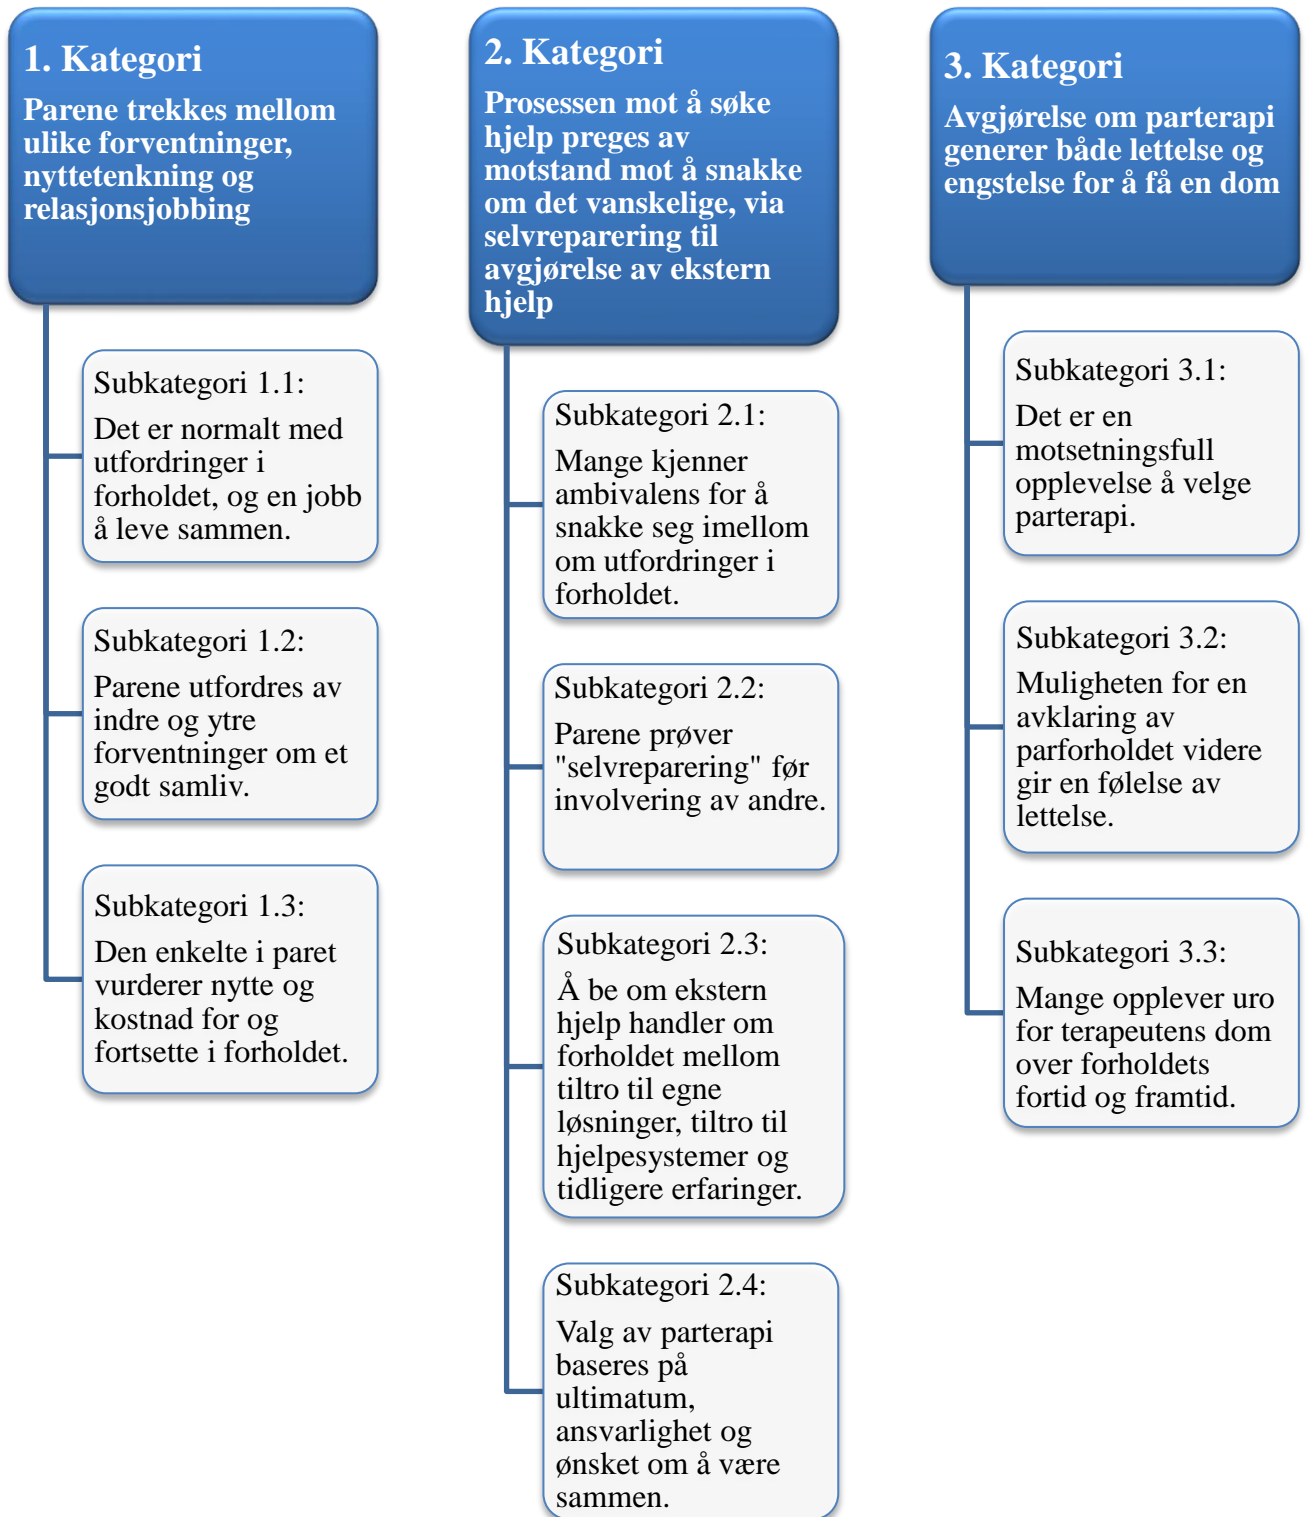 1. Kategori
Parene trekkes mellom
ulike forventninger,
nyttetenkning og
relasjonsjobbing
Subkategori 1.1:
Det er normalt med
utfordringer i
forholdet, og en jobb
å leve sammen.
Subkategori 1.2:
Parene utfordres av
indre og ytre
forventninger om et
godt samliv.
Subkategori 1.3:
Den enkelte i paret
vurderer nytte og
kostnad for og
fortsette i forholdet.
2. Kategori
Prosessen mot å søke
hjelp preges av
motstand mot å snakke
om det vanskelige, via
selvreparering til
avgjørelse av ekstern
hjelp
Subkategori 2.1:
Mange kjenner
ambivalens for å
snakke seg imellom
om utfordringer i
forholdet.
Subkategori 2.2:
Parene prøver
"selvreparering" før
involvering av andre.
Subkategori 2.3:
Å be om ekstern
hjelp handler om
forholdet mellom
tiltro til egne
løsninger, tiltro til
hjelpesystemer og
tidligere erfaringer.
Subkategori 2.4:
Valg av parterapi
baseres på
ultimatum,
ansvarlighet og
ønsket om å være
sammen.
3. Kategori
Avgjørelse om parterapi
generer både lettelse og
engstelse for å få en dom
Subkategori 3.1:
Det er en
motsetningsfull
opplevelse å velge
parterapi.
Subkategori 3.2:
Muligheten for en
avklaring av
parforholdet videre
gir en følelse av
lettelse.
Subkategori 3.3:
Mange opplever uro
for terapeutens dom
over forholdets
fortid og framtid.